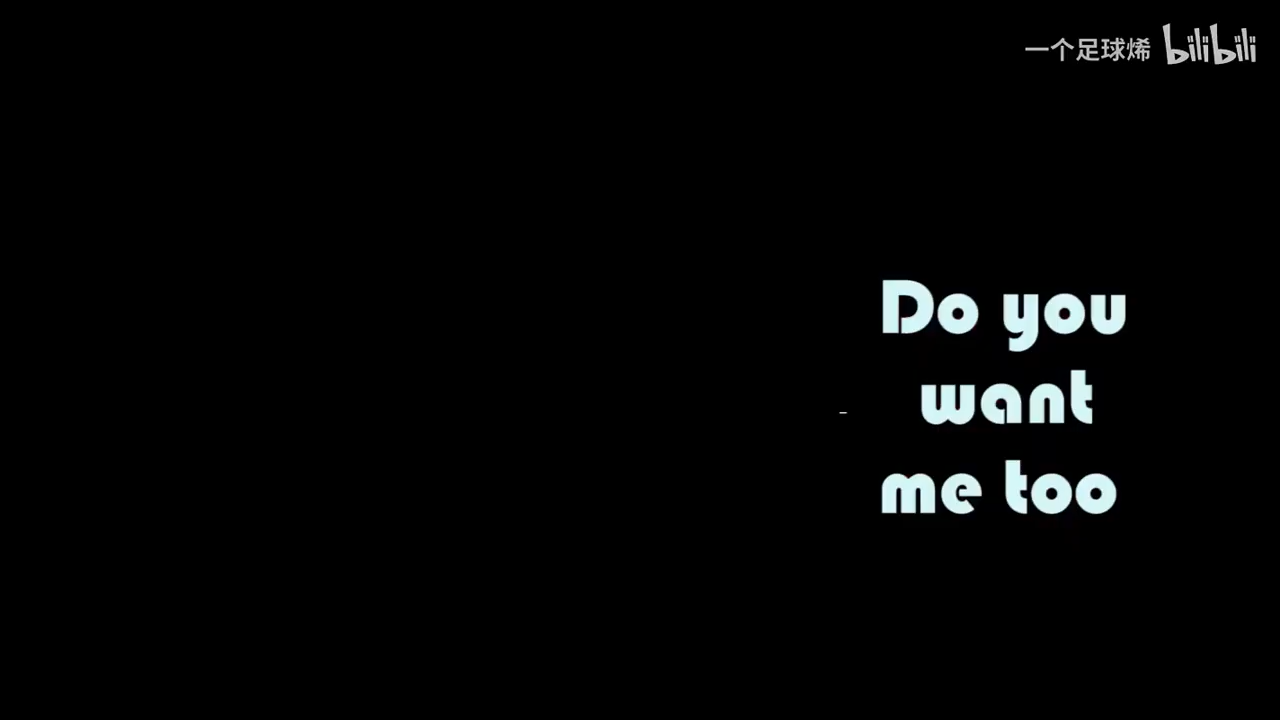 一个足球烯 bilibili
Do you
want
me too